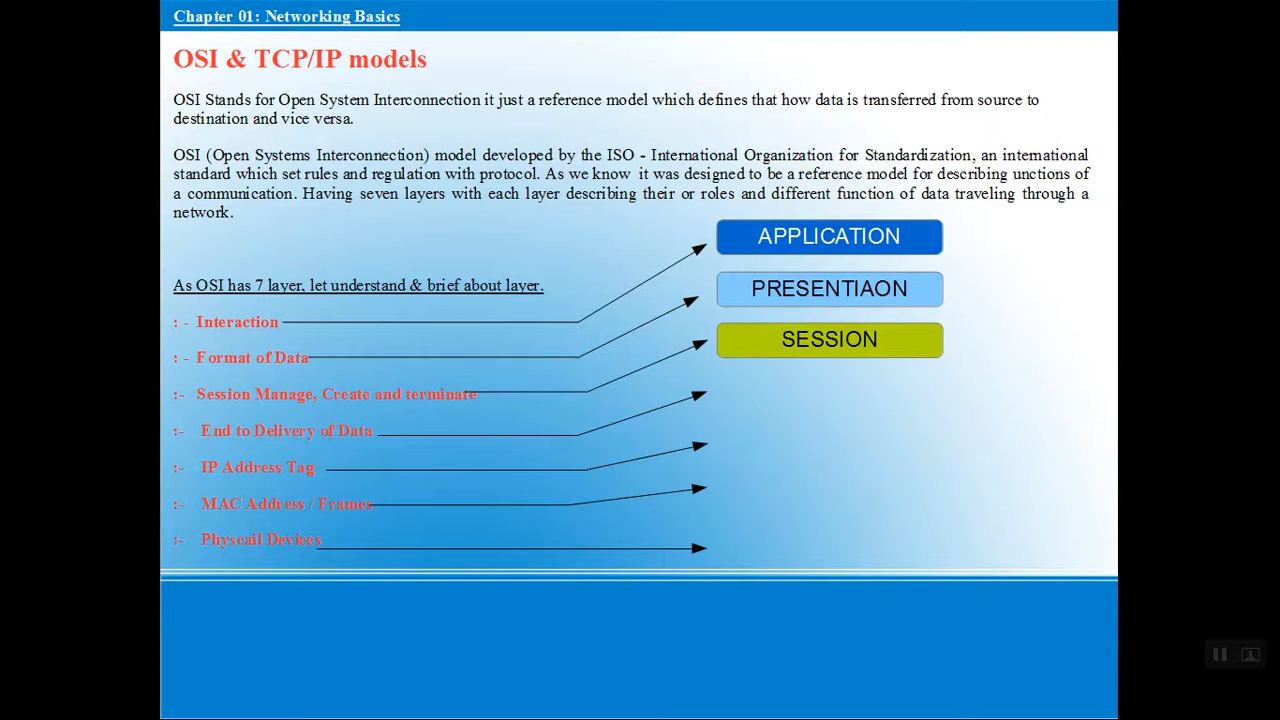 Chapter 01: Networking Basics
OSI & TCP/IP models
OSI Stands for Open System Interconnection it just a reference model which defines that how data is transferred from source to
destination and vice versa.
OSI (Open Systems Interconnection) model developed by the ISO - International Organization for Standardization, an international
standard which set rules and regulation with protocol. As we know it was designed to be a reference model for describing unctions of
a communication. Having seven layers with each layer describing their or roles and different function of data traveling through a
network.
APPLICATION
As OSI has 7 layer, let understand & brief about layer.
PRESENTIAON
: - Interaction
SESSION
: - Format of Data
:- Session Manage, Create and terminate
:- End to Delivery of Data
:- IP Address Tag
:- MAC Address / Frames
:- Physcail Devices